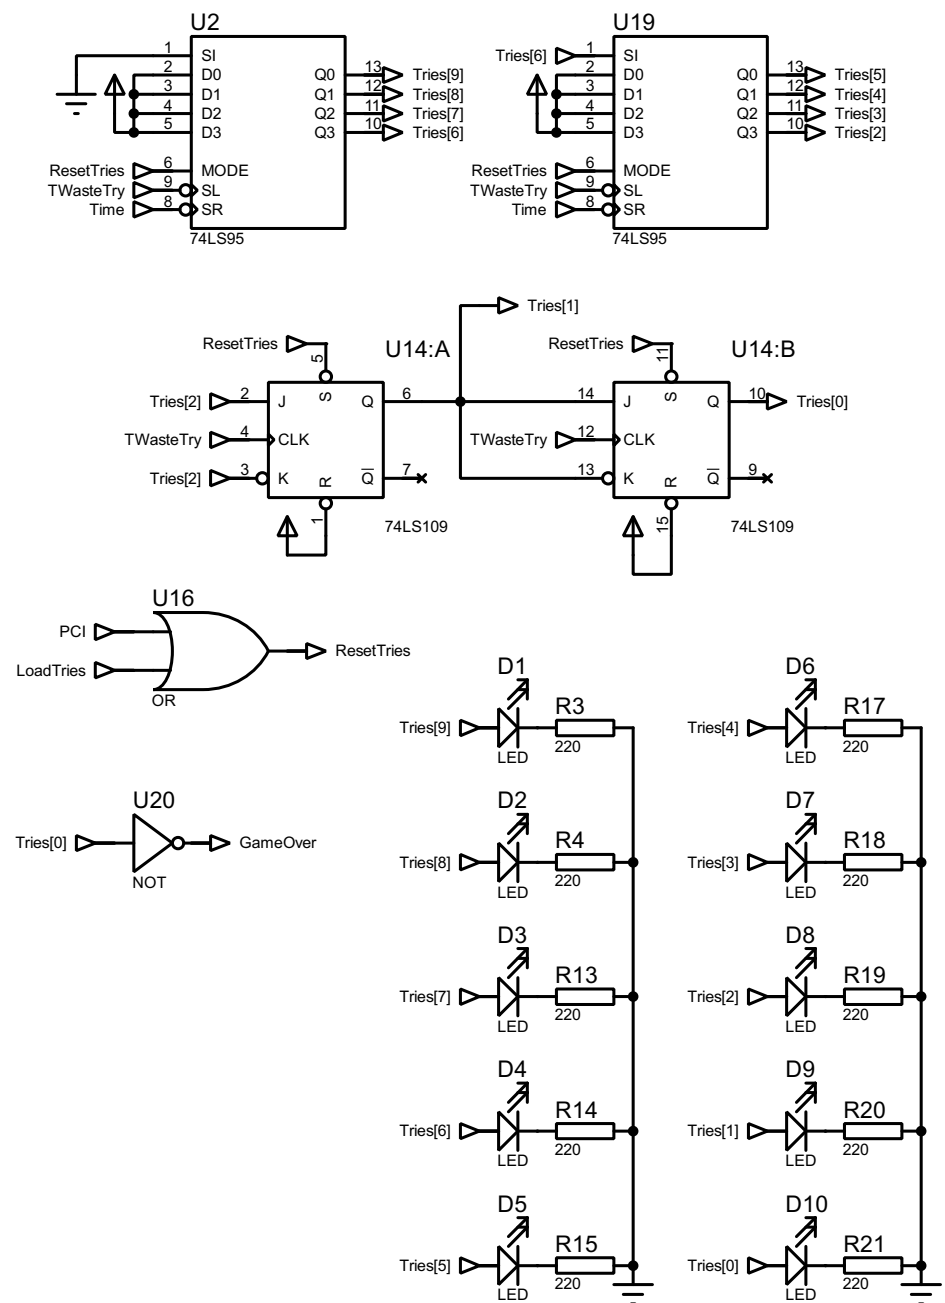 U2
1 SI
2 D0 Q0 13 Tries[9]
3 D1 Q1 12 Tries[8]
4 D2 Q2 11 Tries[7]
5 D3 Q3 10 Tries[6]
ResetTries 6 MODE
TWasteTry 9 SL
Time 8 SR
74LS95
U19
Tries[6] 1 SI
2 D0 Q0 13 Tries[5]
3 D1 Q1 12 Tries[4]
4 D2 Q2 11 Tries[3]
5 D3 Q3 10 Tries[2]
ResetTries 6 MODE
TWasteTry 9 SL
Time 8 SR
74LS95
Tries[1]
ResetTries 5 U14:A
Tries[2] 2 J S Q 6
TWasteTry 4 CLK
Tries[2] 3 K R Q 7
1 74LS109
ResetTries 11 U14:B
14 J S Q 10 Tries[0]
TWasteTry 12 CLK
13 K R Q 9
15 74LS109
U16
PCI
LoadTries
ResetTries
OR
U20
Tries[0] GameOver
NOT
D1
Tries[9] R3
LED 220
D2
Tries[8] R4
LED 220
D3
Tries[7] R13
LED 220
D4
Tries[6] R14
LED 220
D5
Tries[5] R15
LED 220
D6
Tries[4] R17
LED 220
D7
Tries[3] R18
LED 220
D8
Tries[2] R19
LED 220
D9
Tries[1] R20
LED 220
D10
Tries[0] R21
LED 220